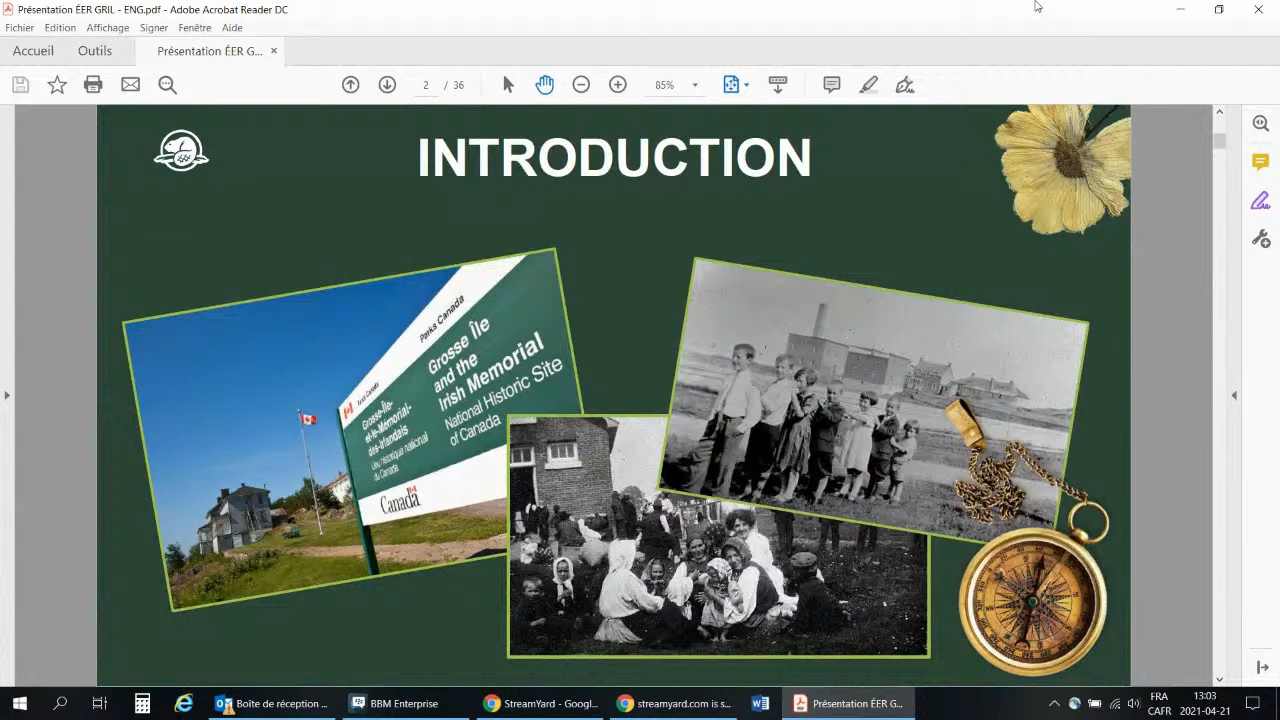 Présentation ÉER GRIL - ENG.pdf - Adobe Acrobat Reader DC
Fichier Edition Affichage Signer Fenêtre Aide
Accueil Outils Présentation ÉER G...
2 / 36 85%
INTRODUCTION
Parks Canada
Grosse Île
and the
Irish Memorial
National Historic Site
of Canada
Parcs Canada
Grosse-Île-
et-le-Mémorial-
des-Irlandais
Lieu historique national
du Canada
Canada
Boîte de réception ... BBM Enterprise StreamYard - Googl... streamyard.com is s... Présentation ÉER G...
FRA
CAFR
13:03
2021-04-21